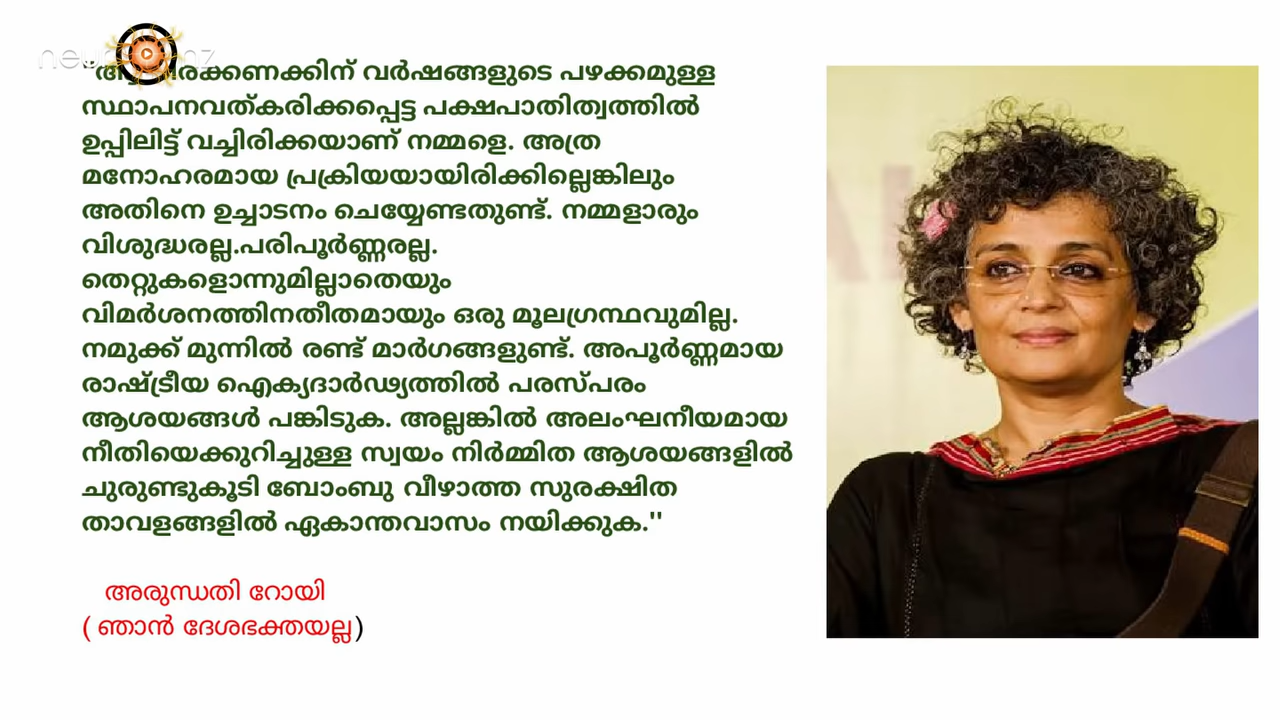 neur nz
വർഷങ്ങളുടെ പഴക്കമുള്ള
സ്ഥാപനവത്കരിക്കപ്പെട്ട പക്ഷപാതിത്വത്തിൽ
ഉപ്പിലിട്ട് വച്ചിരിക്കയാണ് നമ്മളെ. അത്ര
മനോഹരമായ പ്രക്രിയയായിരിക്കില്ലെങ്കിലും
അതിനെ ഉച്ചാടനം ചെയ്യേണ്ടതുണ്ട്. നമ്മളാരും
വിശുദ്ധരല്ല.പരിപൂർണ്ണരല്ല.
തെറ്റുകളൊന്നുമില്ലാതെയും
വിമർശനത്തിനതീതമായും ഒരു മൂലഗ്രന്ഥവുമില്ല.
നമുക്ക് മുന്നിൽ രണ്ട് മാർഗങ്ങളുണ്ട്. അപൂർണ്ണമായ
രാഷ്ട്രീയ ഐക്യദാർഢ്യത്തിൽ പരസ്പരം
ആശയങ്ങൾ പങ്കിടുക. അല്ലങ്കിൽ അലംഘനീയമായ
നീതിയെക്കുറിച്ചുള്ള സ്വയം നിർമ്മിത ആശയങ്ങളിൽ
ചുരുണ്ടുകൂടി ബോംബു വീഴാത്ത സുരക്ഷിത
താവളങ്ങളിൽ ഏകാന്തവാസം നയിക്കുക."
അരുന്ധതി റോയി
( ഞാൻ ദേശഭക്തയല്ല)